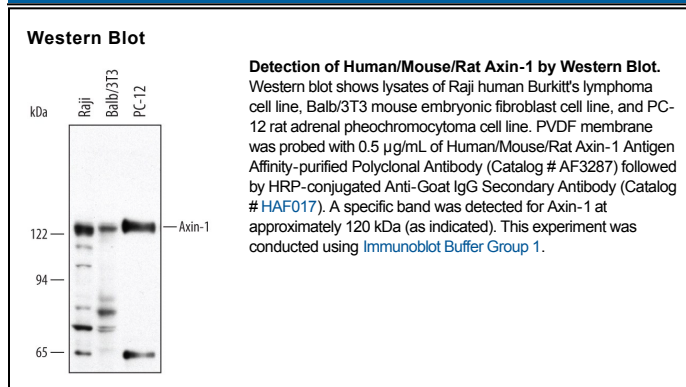 Western Blot
kDa
Raji
Balb/3T3
PC-12
122
94
65
Axin-1
Detection of Human/Mouse/Rat Axin-1 by Western Blot.
Western blot shows lysates of Raji human Burkitt's lymphoma
cell line, Balb/3T3 mouse embryonic fibroblast cell line, and PC-
12 rat adrenal pheochromocytoma cell line. PVDF membrane
was probed with 0.5 µg/mL of Human/Mouse/Rat Axin-1 Antigen
Affinity-purified Polyclonal Antibody (Catalog # AF3287) followed
by HRP-conjugated Anti-Goat IgG Secondary Antibody (Catalog
# HAF017). A specific band was detected for Axin-1 at
approximately 120 kDa (as indicated). This experiment was
conducted using Immunoblot Buffer Group 1.